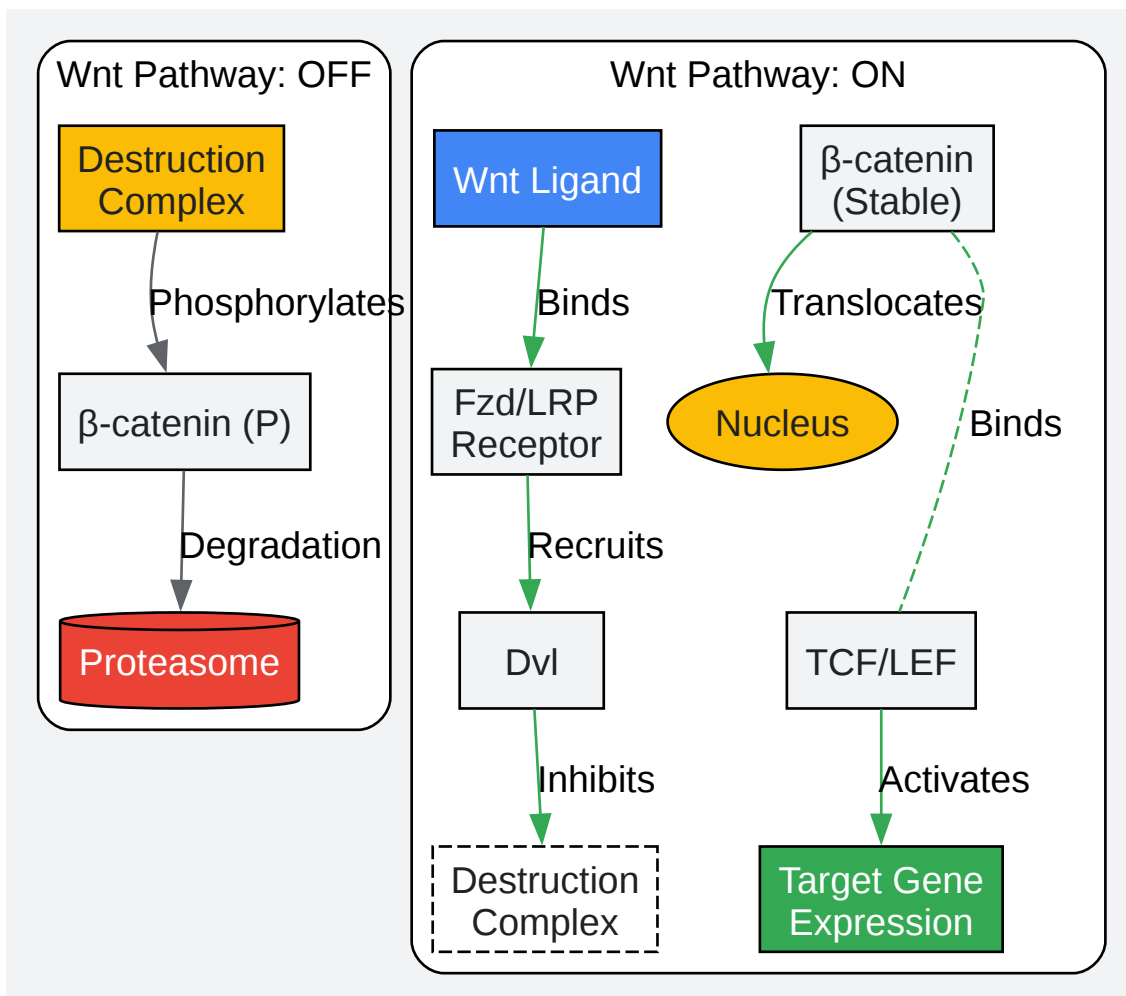 Wnt Pathway: OFF
Destruction
Complex
Phosphorylates
β-catenin (P)
Degradation
Proteasome
Wnt Pathway: ON
Wnt Ligand
Binds
Fzd/LRP
Receptor
Recruits
Dvl
Inhibits
Destruction
Complex
β-catenin
(Stable)
Translocates
Nucleus
Binds
TCF/LEF
Activates
Target Gene
Expression